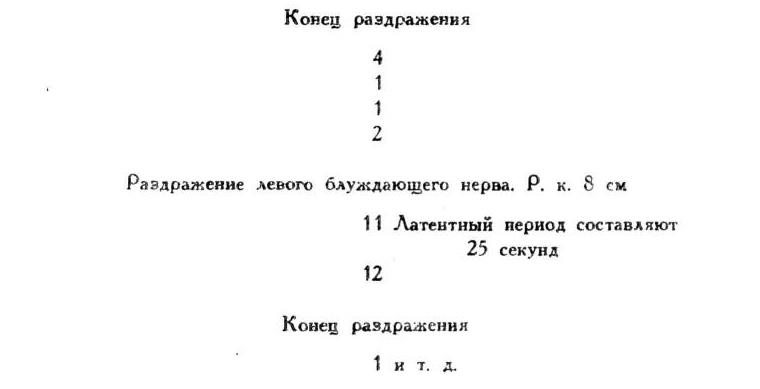 Конец раздражения
4
1
1
2
Раздражение левого блуждающего нерва. Р. к. 8 см
11 Латентный период составляют
25 секунд
12
Конец раздражения
1 и т. д.